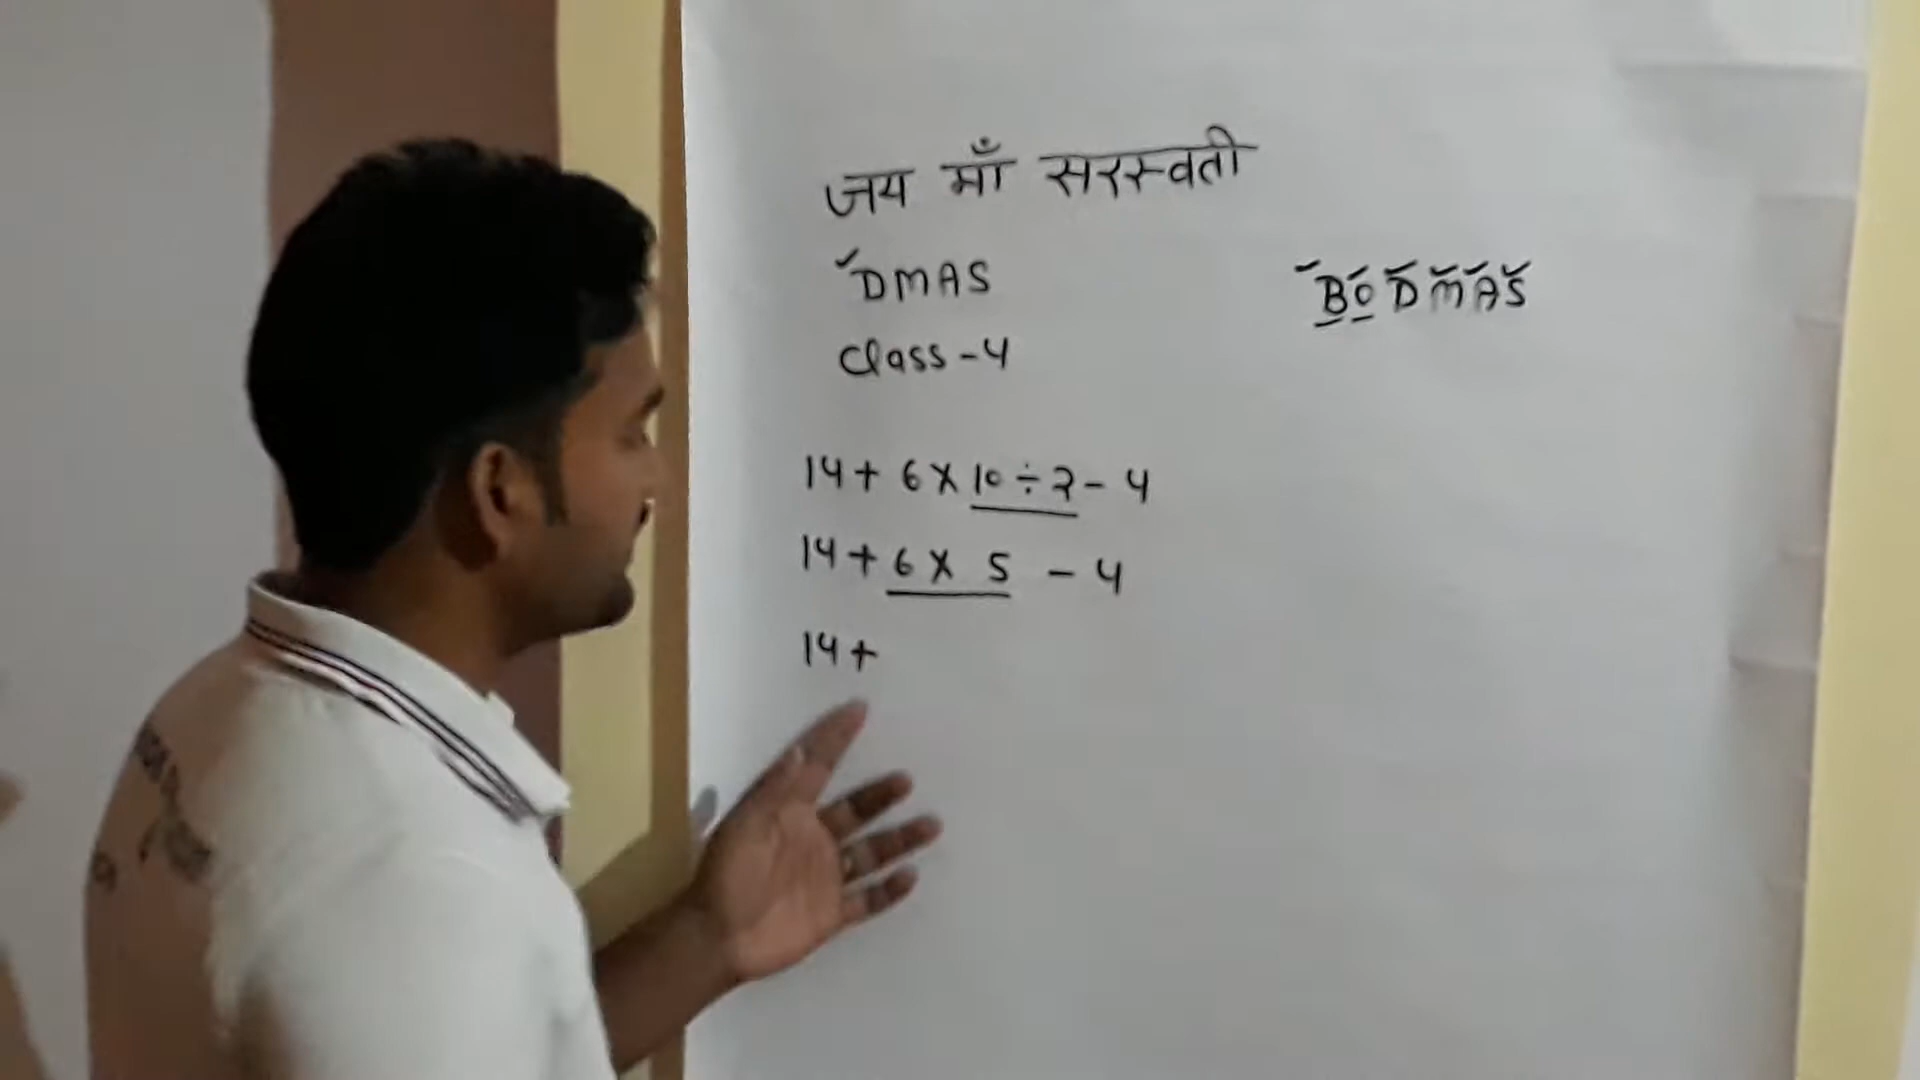 जय माँ सरस्वती
DMAS
BODMAS
Class-4
14+ 6 × 10 ÷ 2 - 4
14+ 6 × 5 - 4
14+